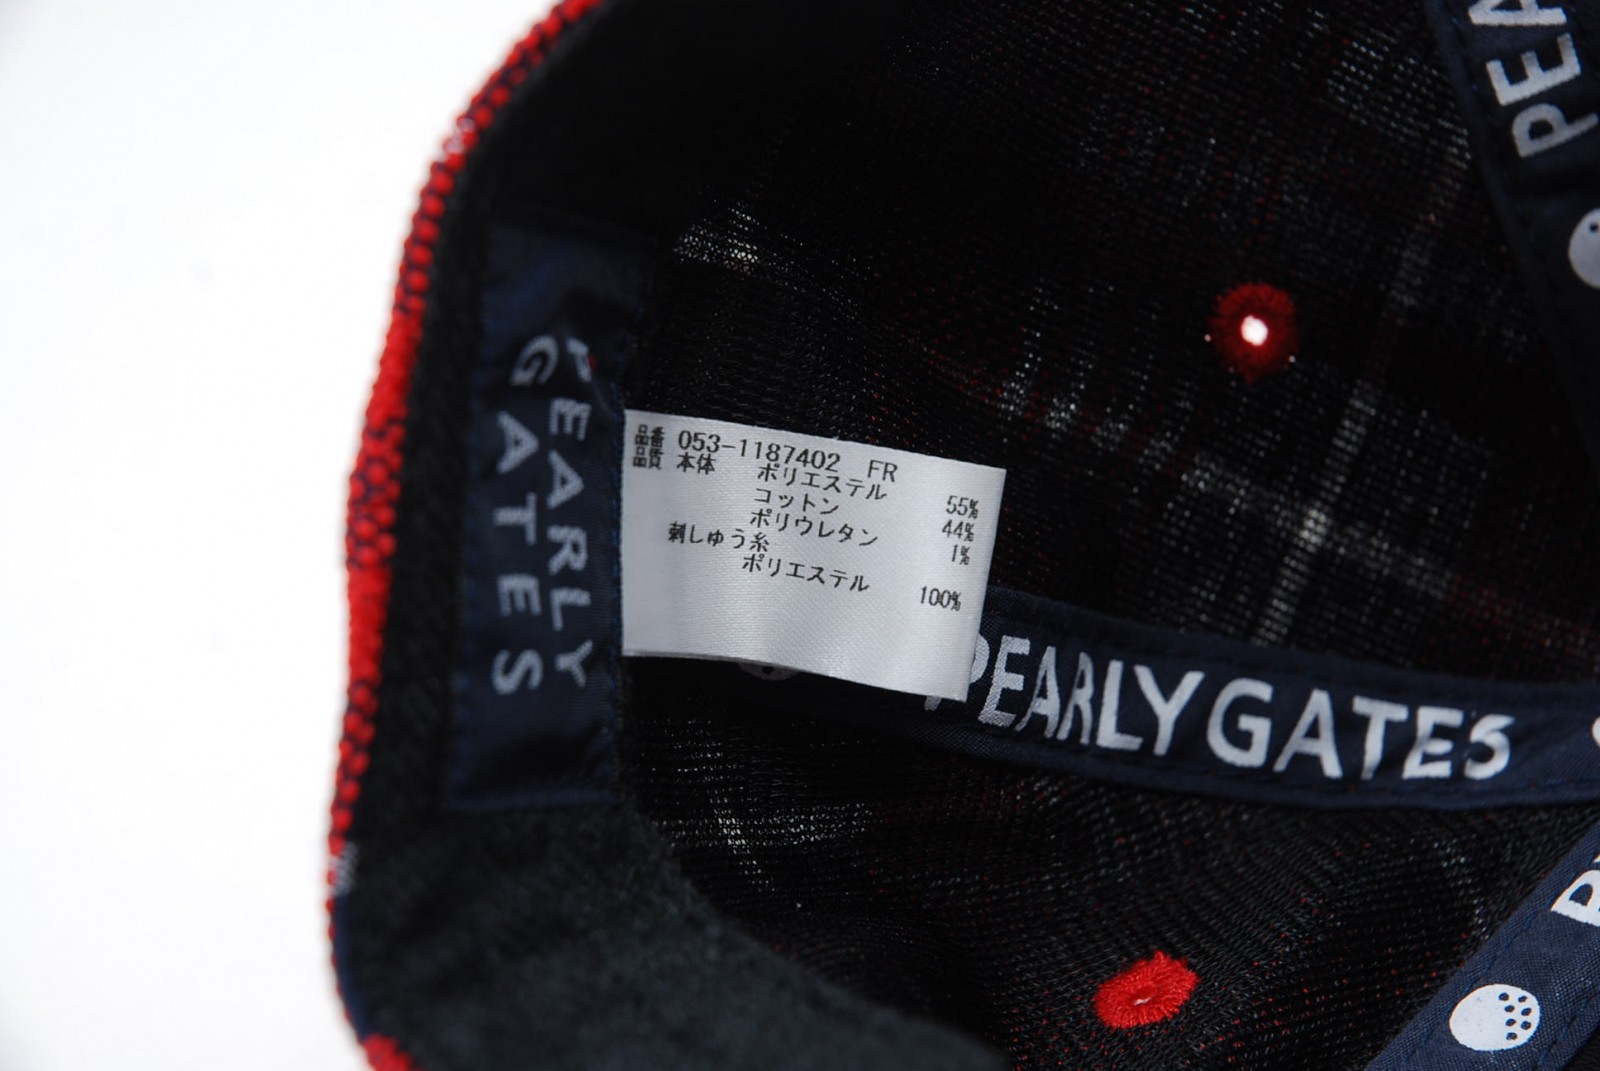 PEA
PEARLY
GATES
品番 053-1187402 FR
品質 本体 ポリエステル 55%
コットン 44%
ポリウレタン 1%
刺しゅう糸
ポリエステル 100%
PEARLY GATES